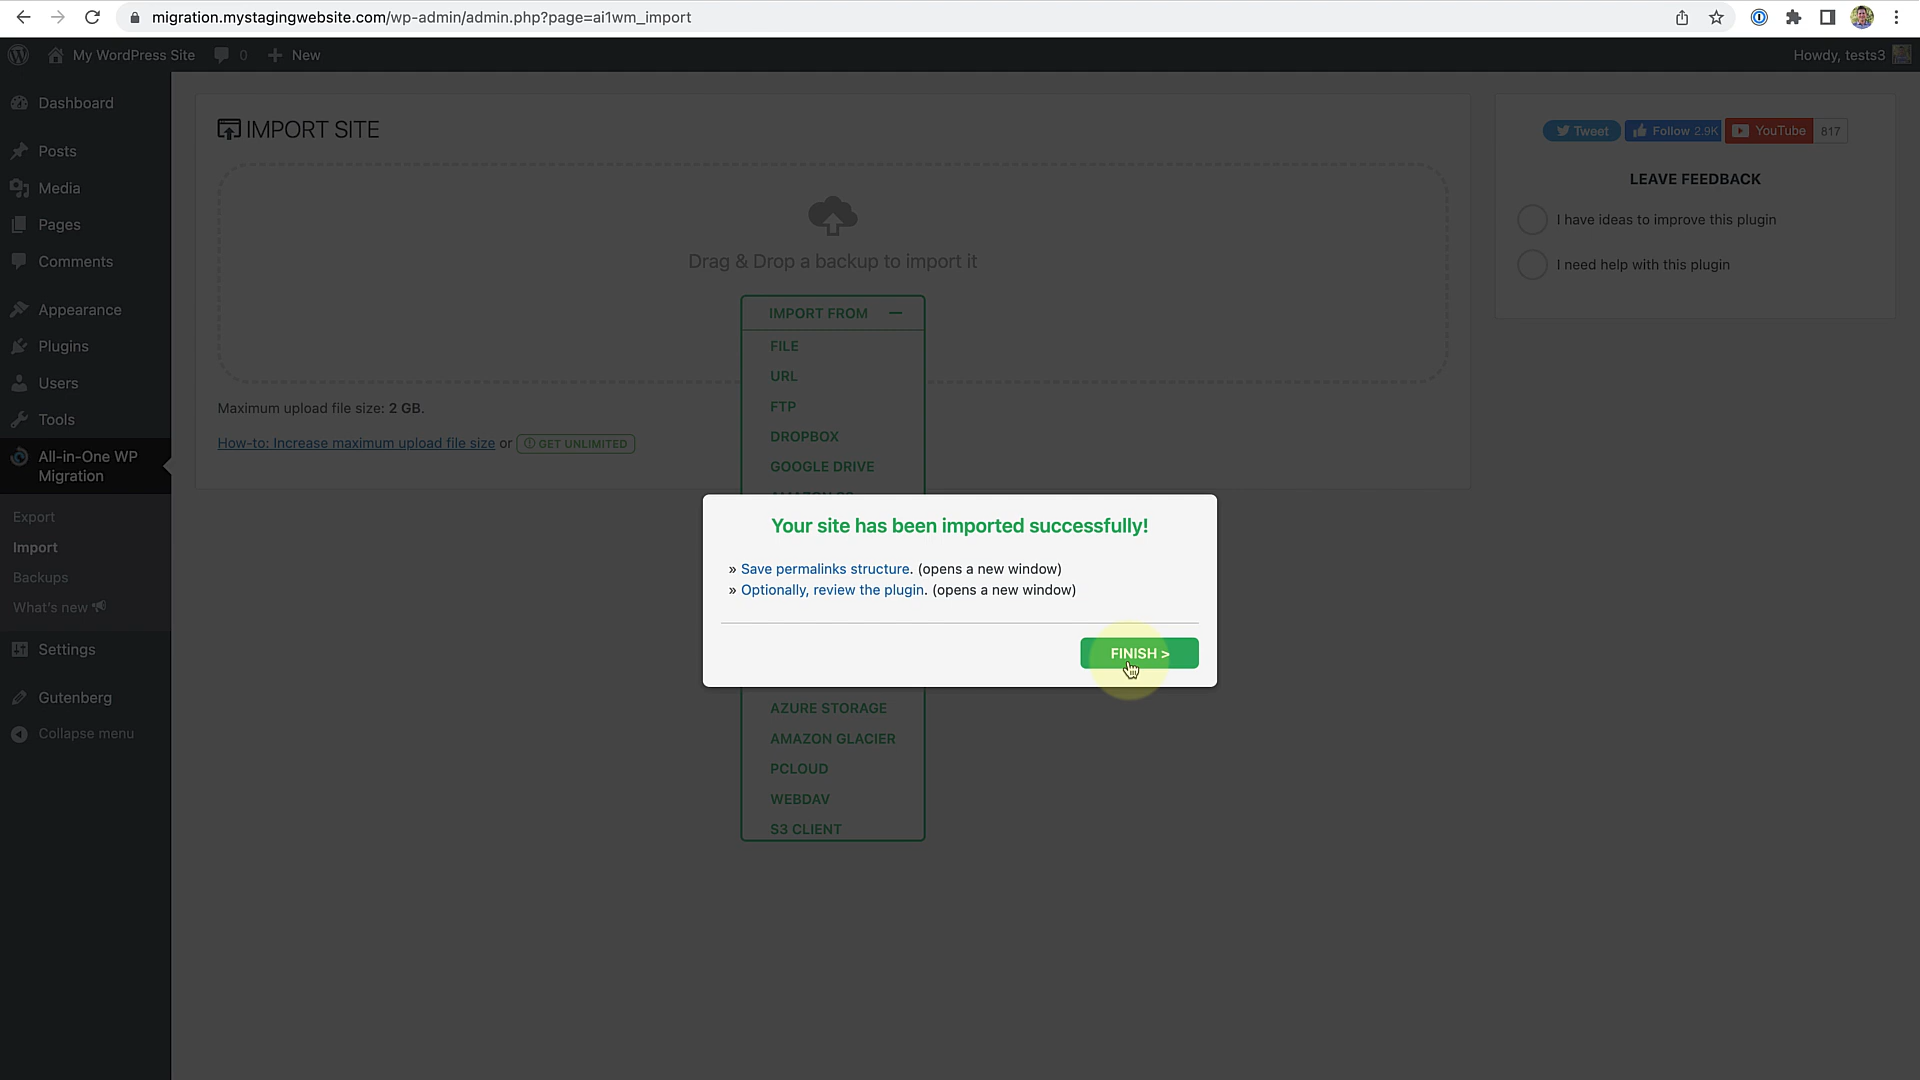 migration.mystagingwebsite.com/wp-admin/admin.php?page=ai1wm_import
My WordPress Site
0
New
Howdy, tests3
Dashboard
Posts
Media
Pages
Comments
Appearance
Plugins
Users
Tools
All-in-One WP
Migration
Export
Import
Backups
What's new
Settings
Gutenberg
Collapse menu
IMPORT SITE
Drag & Drop a backup to import it
IMPORT FROM
FILE
URL
FTP
DROPBOX
GOOGLE DRIVE
Maximum upload file size: 2 GB.
How-to: Increase maximum upload file size or GET UNLIMITED
Your site has been imported successfully!
» Save permalinks structure. (opens a new window)
» Optionally, review the plugin. (opens a new window)
FINISH >
AZURE STORAGE
AMAZON GLACIER
PCLOUD
WEBDAV
S3 CLIENT
Tweet
Follow 2.9K
YouTube 817
LEAVE FEEDBACK
I have ideas to improve this plugin
I need help with this plugin